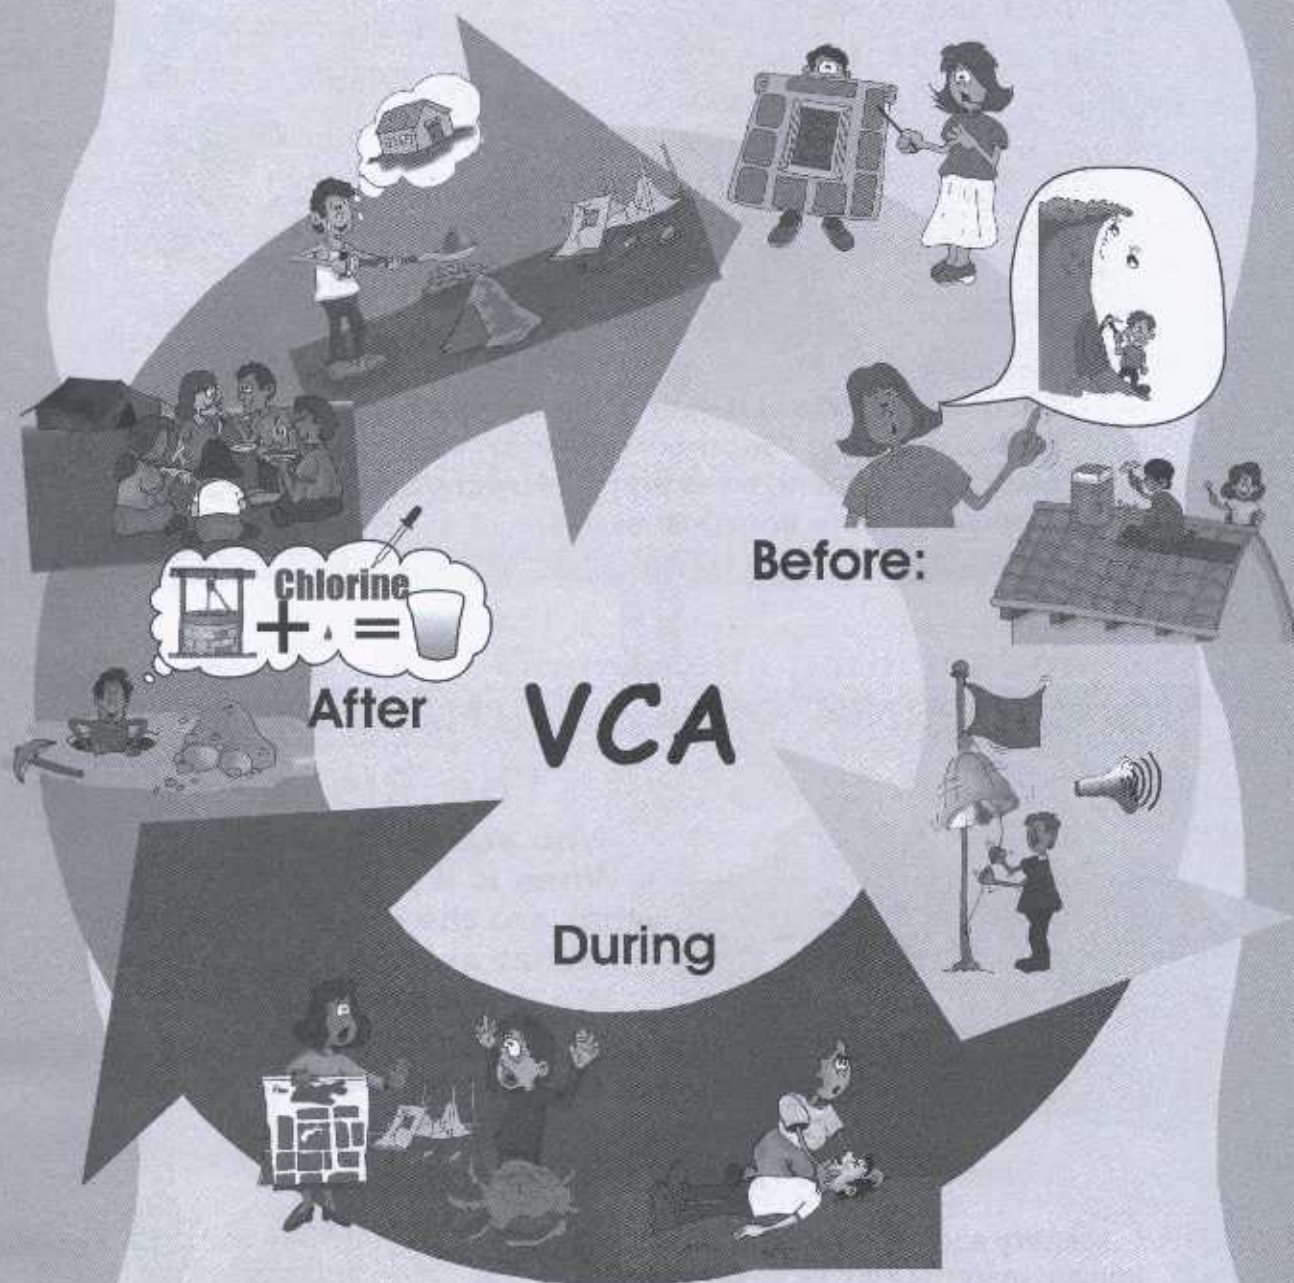 Chlorine
+ =
Before:
After
VCA
During